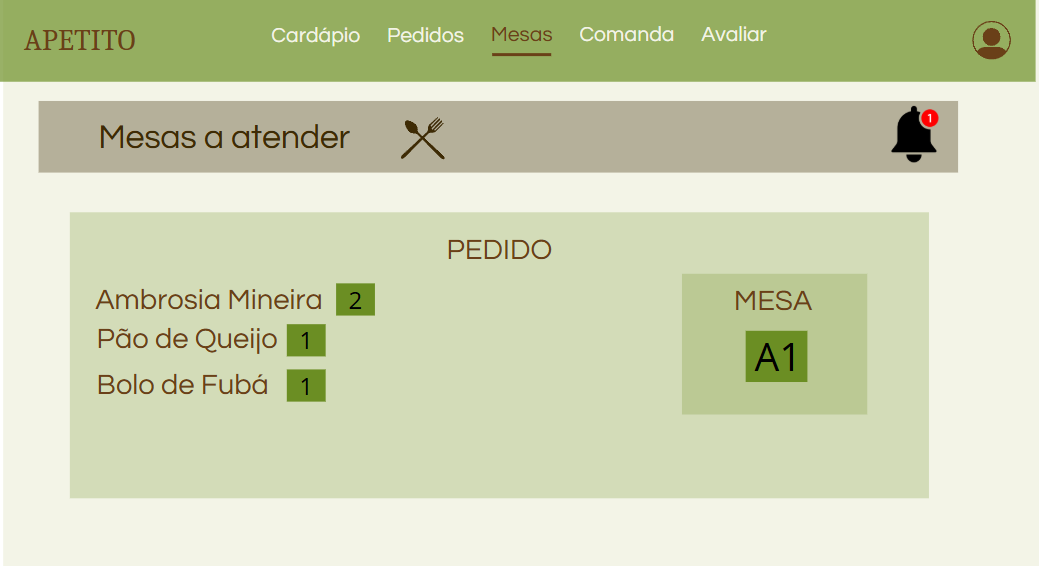 APETITO
Cardápio Pedidos Mesas Comanda Avaliar
Mesas a atender
1
PEDIDO
Ambrosia Mineira 2
Pão de Queijo 1
Bolo de Fubá 1
MESA
A1